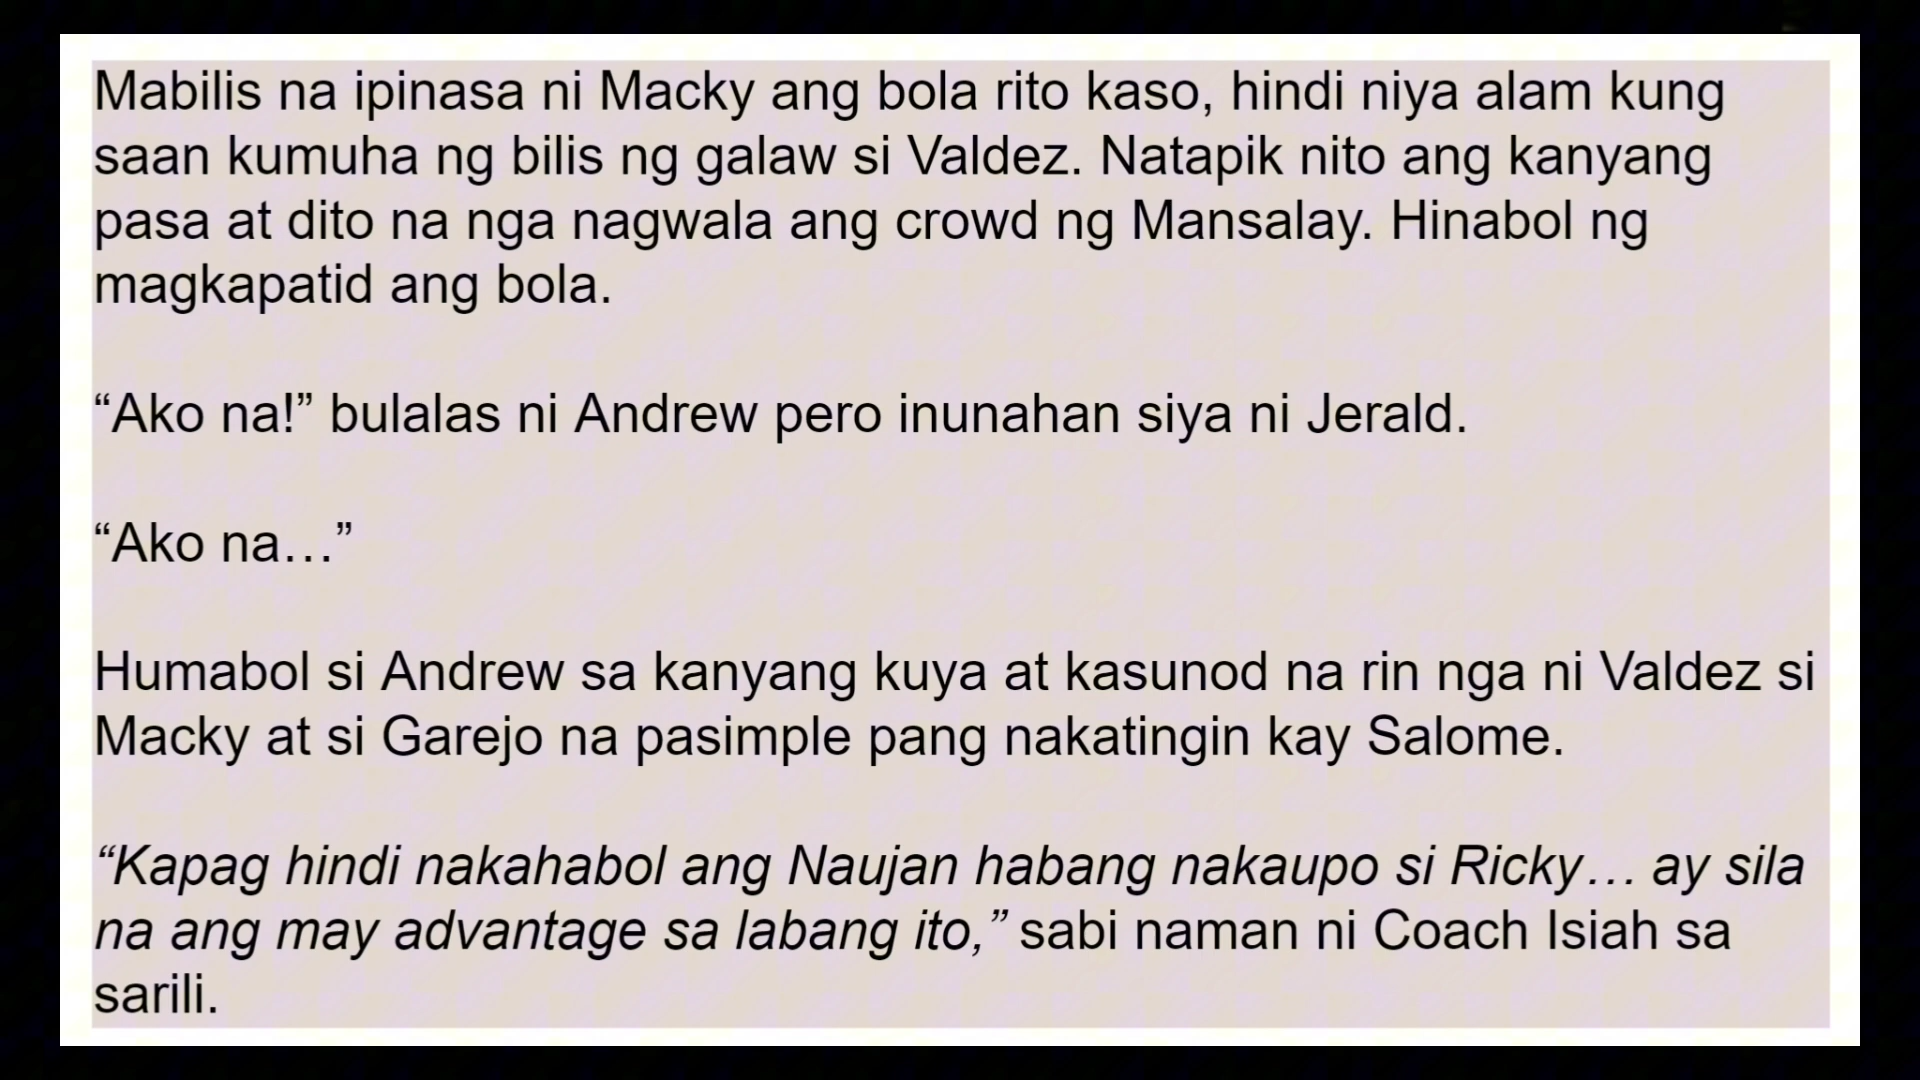 Mabilis na ipinasa ni Macky ang bola rito kaso, hindi niya alam kung
saan kumuha ng bilis ng galaw si Valdez. Natapik nito ang kanyang
pasa at dito na nga nagwala ang crowd ng Mansalay. Hinabol ng
magkapatid ang bola.
“Ako na!” bulalas ni Andrew pero inunahan siya ni Jerald.
“Ako na…”
Humabol si Andrew sa kanyang kuya at kasunod na rin nga ni Valdez si
Macky at si Garejo na pasimple pang nakatingin kay Salome.
“Kapag hindi nakahabol ang Naujan habang nakaupo si Ricky… ay sila
na ang may advantage sa labang ito,” sabi naman ni Coach Isiah sa
sarili.